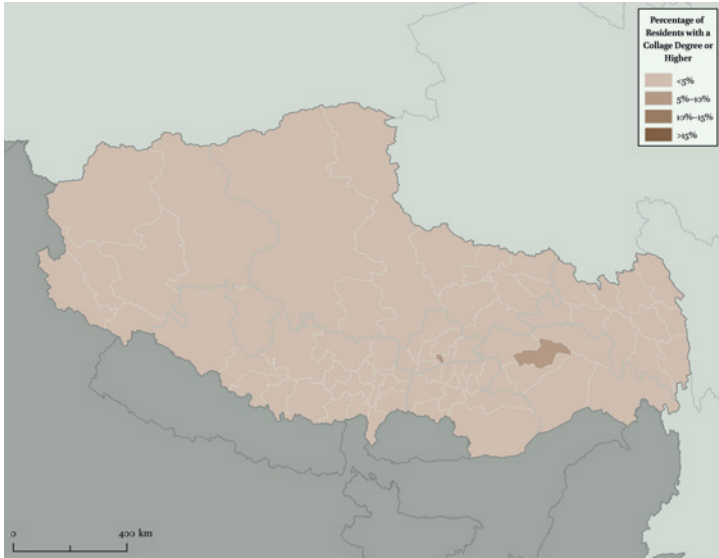 Percentage of
Residents with a
Collage Degree or
Higher
<5%
5%–10%
10%–15%
>15%
0
400 km